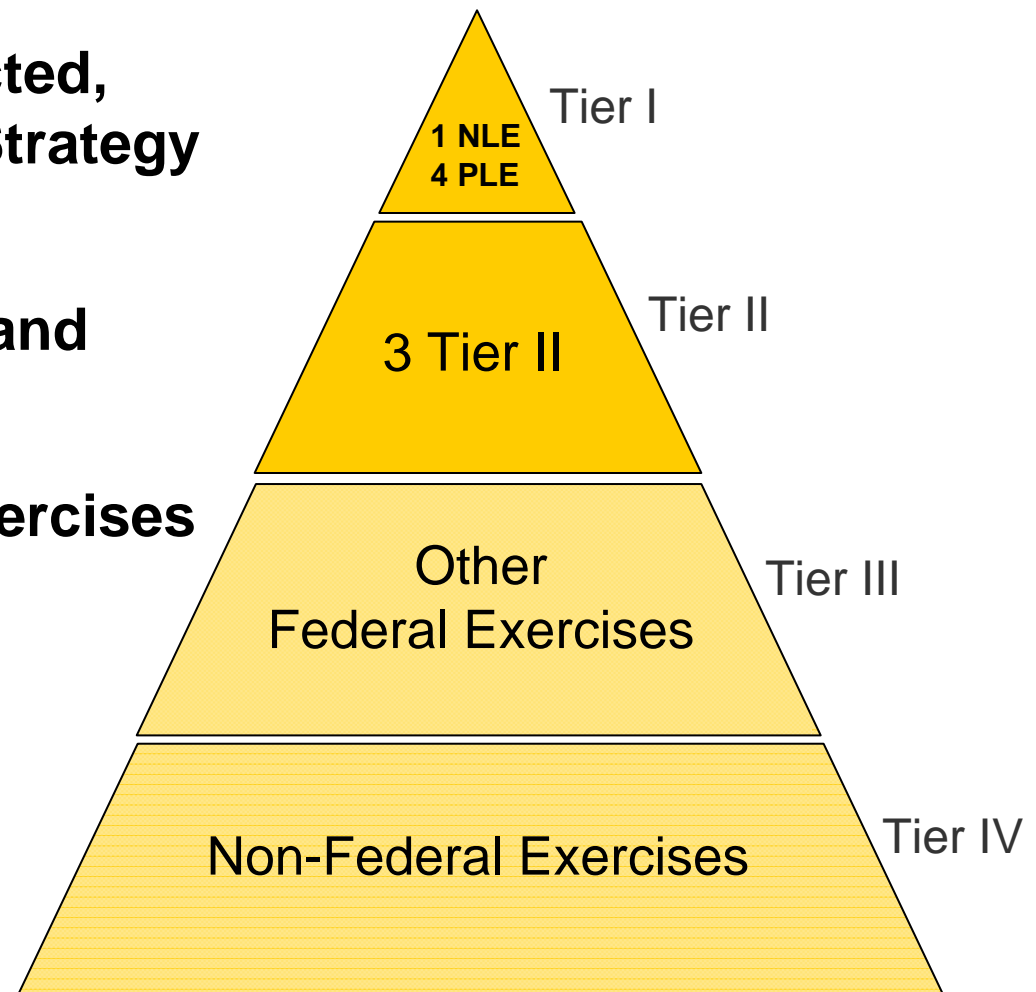 cted,
Strategy
and
ercises
1 NLE
4 PLE
Tier I
3 Tier II
Tier II
Other
Federal Exercises
Tier III
Non-Federal Exercises
Tier IV